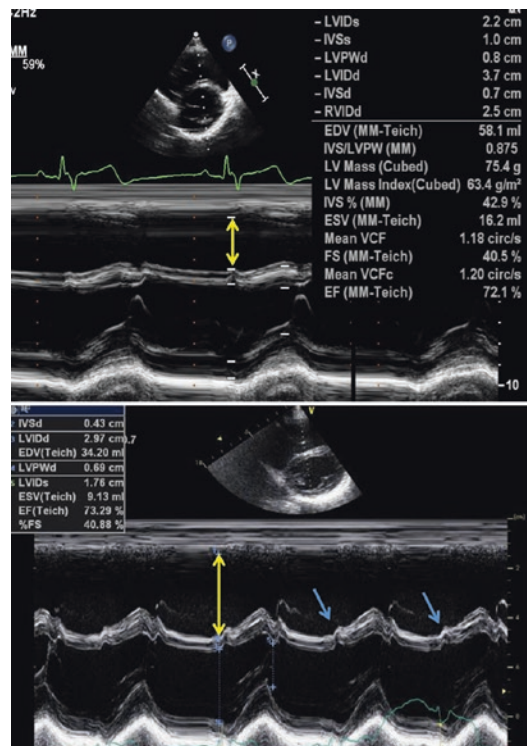 42Hz
MM
59%
P
- LVIDs 2.2 cm
- IVSs 1.0 cm
- LVPWd 0.8 cm
- LVIDd 3.7 cm
- IVSd 0.7 cm
- RVIDd 2.5 cm
EDV (MM-Teich) 58.1 ml
IVS/LVPW (MM) 0.875
LV Mass (Cubed) 75.4 g
LV Mass Index(Cubed) 63.4 g/m²
IVS % (MM) 42.9 %
ESV (MM-Teich) 16.2 ml
Mean VCF 1.18 circ/s
FS (MM-Teich) 40.5 %
Mean VCFc 1.20 circ/s
EF (MM-Teich) 72.1 %
-10
IVSd 0.43 cm
LVIDd 2.97 cm
EDV(Teich) 34.20 ml
LVPWd 0.69 cm
LVIDs 1.76 cm
ESV(Teich) 9.13 ml
EF(Teich) 73.29 %
%FS 40.88 %
V